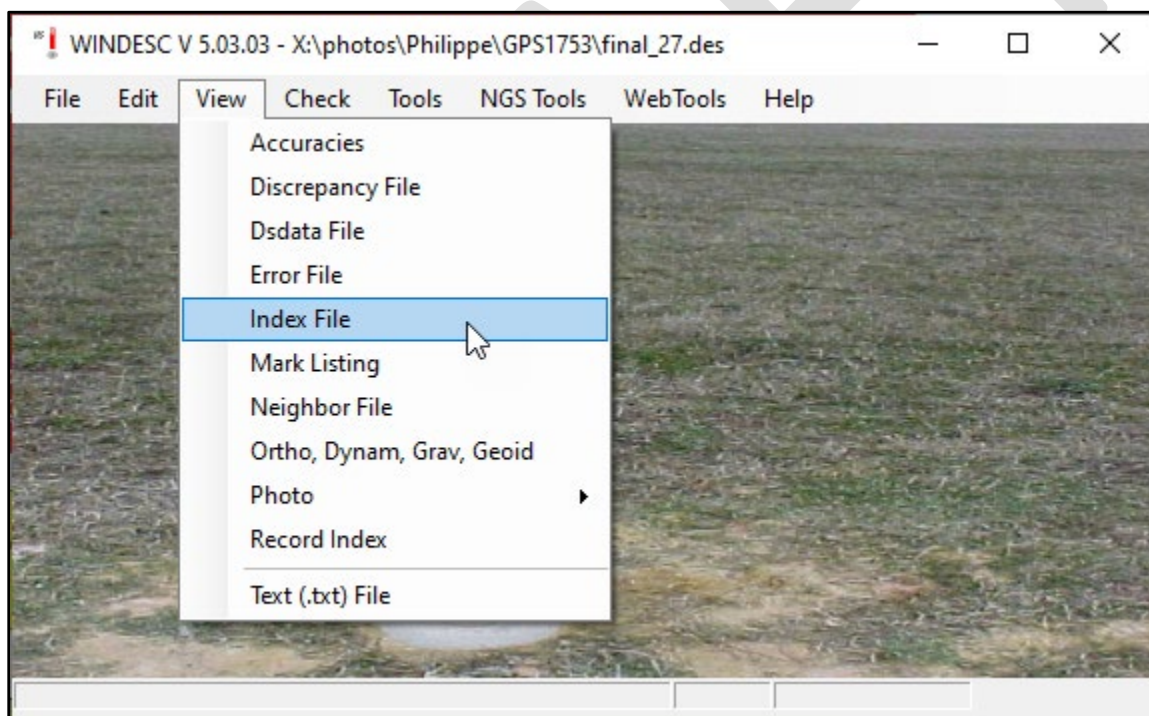 WINDESC V 5.03.03 - X:\photos\Philippe\GPS1753\final_27.des
File Edit View Check Tools NGS Tools WebTools Help
Accuracies
Discrepancy File
Dsdata File
Error File
Index File
Mark Listing
Neighbor File
Ortho, Dynam, Grav, Geoid
Photo
Record Index
Text (.txt) File